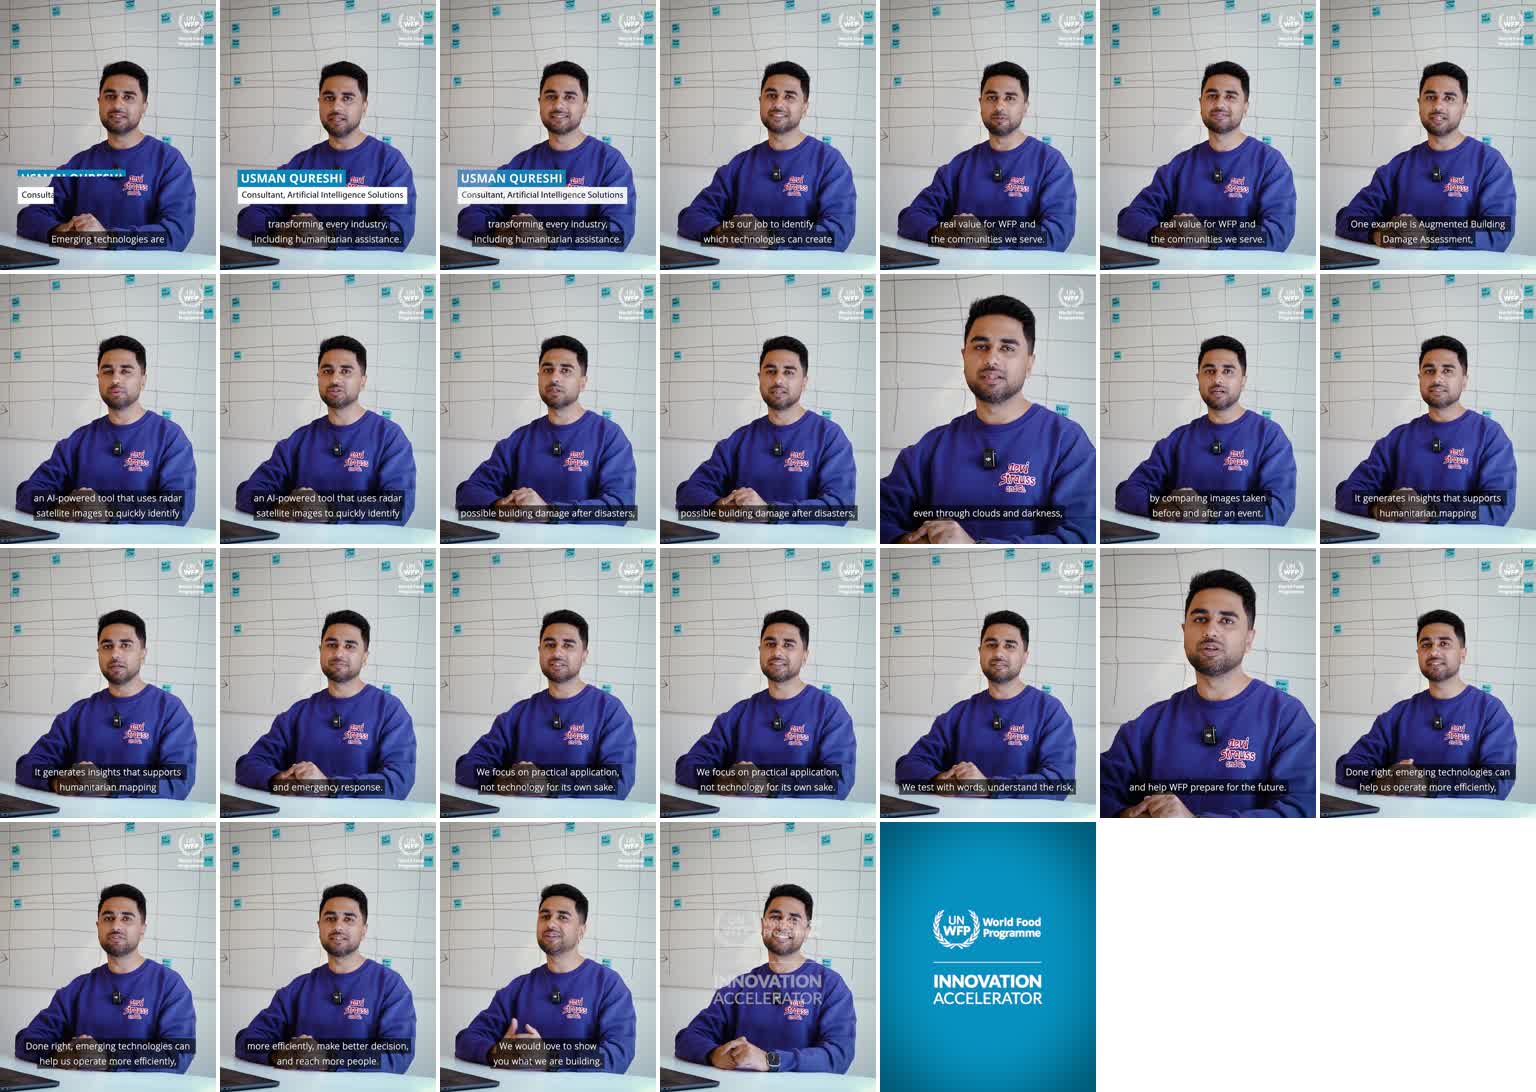 UN
WFP
World Food
Programme
Consulta
Emerging technologies are
USMAN QURESHI
Consultant, Artificial Intelligence Solutions
transforming every industry,
including humanitarian assistance.
USMAN QURESHI
Consultant, Artificial Intelligence Solutions
transforming every industry,
including humanitarian assistance.
It's our job to identify
which technologies can create
real value for WFP and
the communities we serve.
real value for WFP and
the communities we serve.
One example is Augmented Building
Damage Assessment,
an AI-powered tool that uses radar
satellite images to quickly identify
an AI-powered tool that uses radar
satellite images to quickly identify
possible building damage after disasters,
possible building damage after disasters,
even through clouds and darkness,
by comparing images taken
before and after an event.
It generates insights that supports
humanitarian mapping
It generates insights that supports
humanitarian mapping
and emergency response.
We focus on practical application,
not technology for its own sake.
We focus on practical application,
not technology for its own sake.
We test with words, understand the risk,
and help WFP prepare for the future.
Done right, emerging technologies can
help us operate more efficiently,
Done right, emerging technologies can
help us operate more efficiently,
more efficiently, make better decision,
and reach more people.
We would love to show
you what we are building.
INNOVATION
ACCELERATOR
UN
WFP
World Food
Programme
INNOVATION
ACCELERATOR